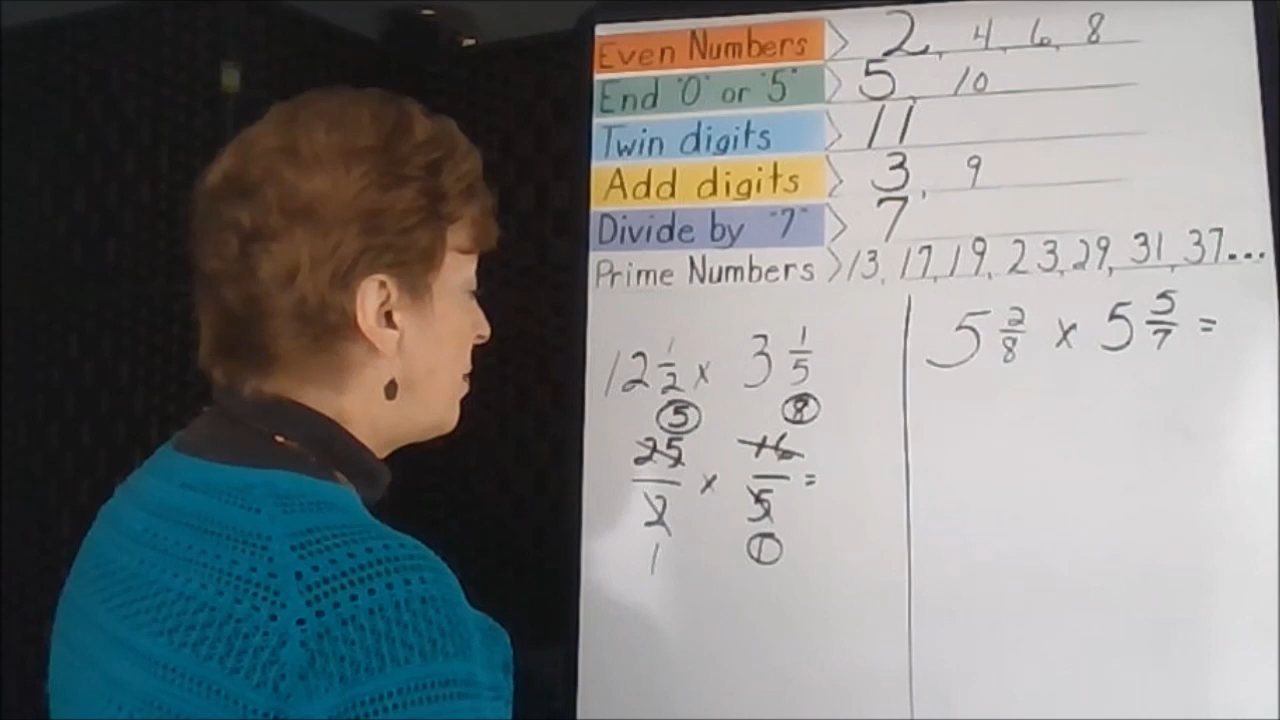 Even Numbers > 2, 4, 6, 8
End "0" or "5" > 5, 10
Twin digits > 11
Add digits > 3, 9
Divide by "7" > 7
Prime Numbers > 13, 17, 19, 23, 29, 31, 37...
12 1/2 x 3 1/5
5 8
25/2 x 16/5 =
1 1
5 2/8 x 5 5/7 =